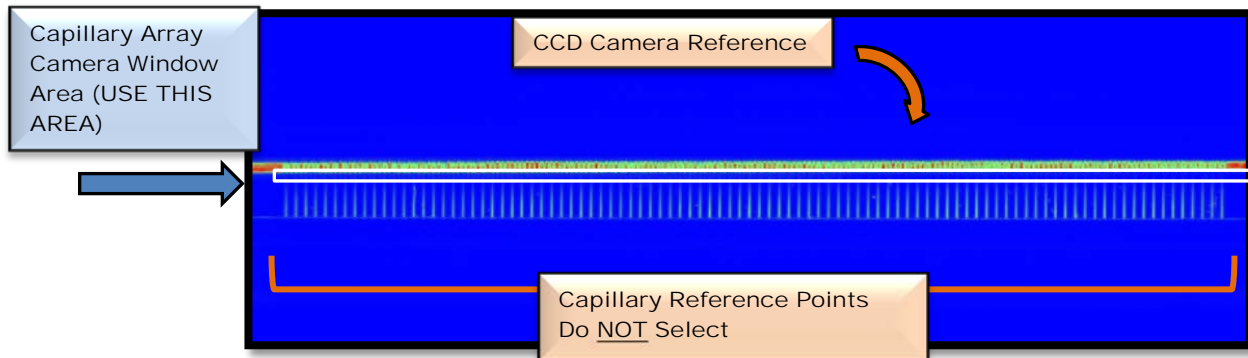 Capillary Array
Camera Window
Area (USE THIS
AREA)
CCD Camera Reference
Capillary Reference Points
Do NOT Select